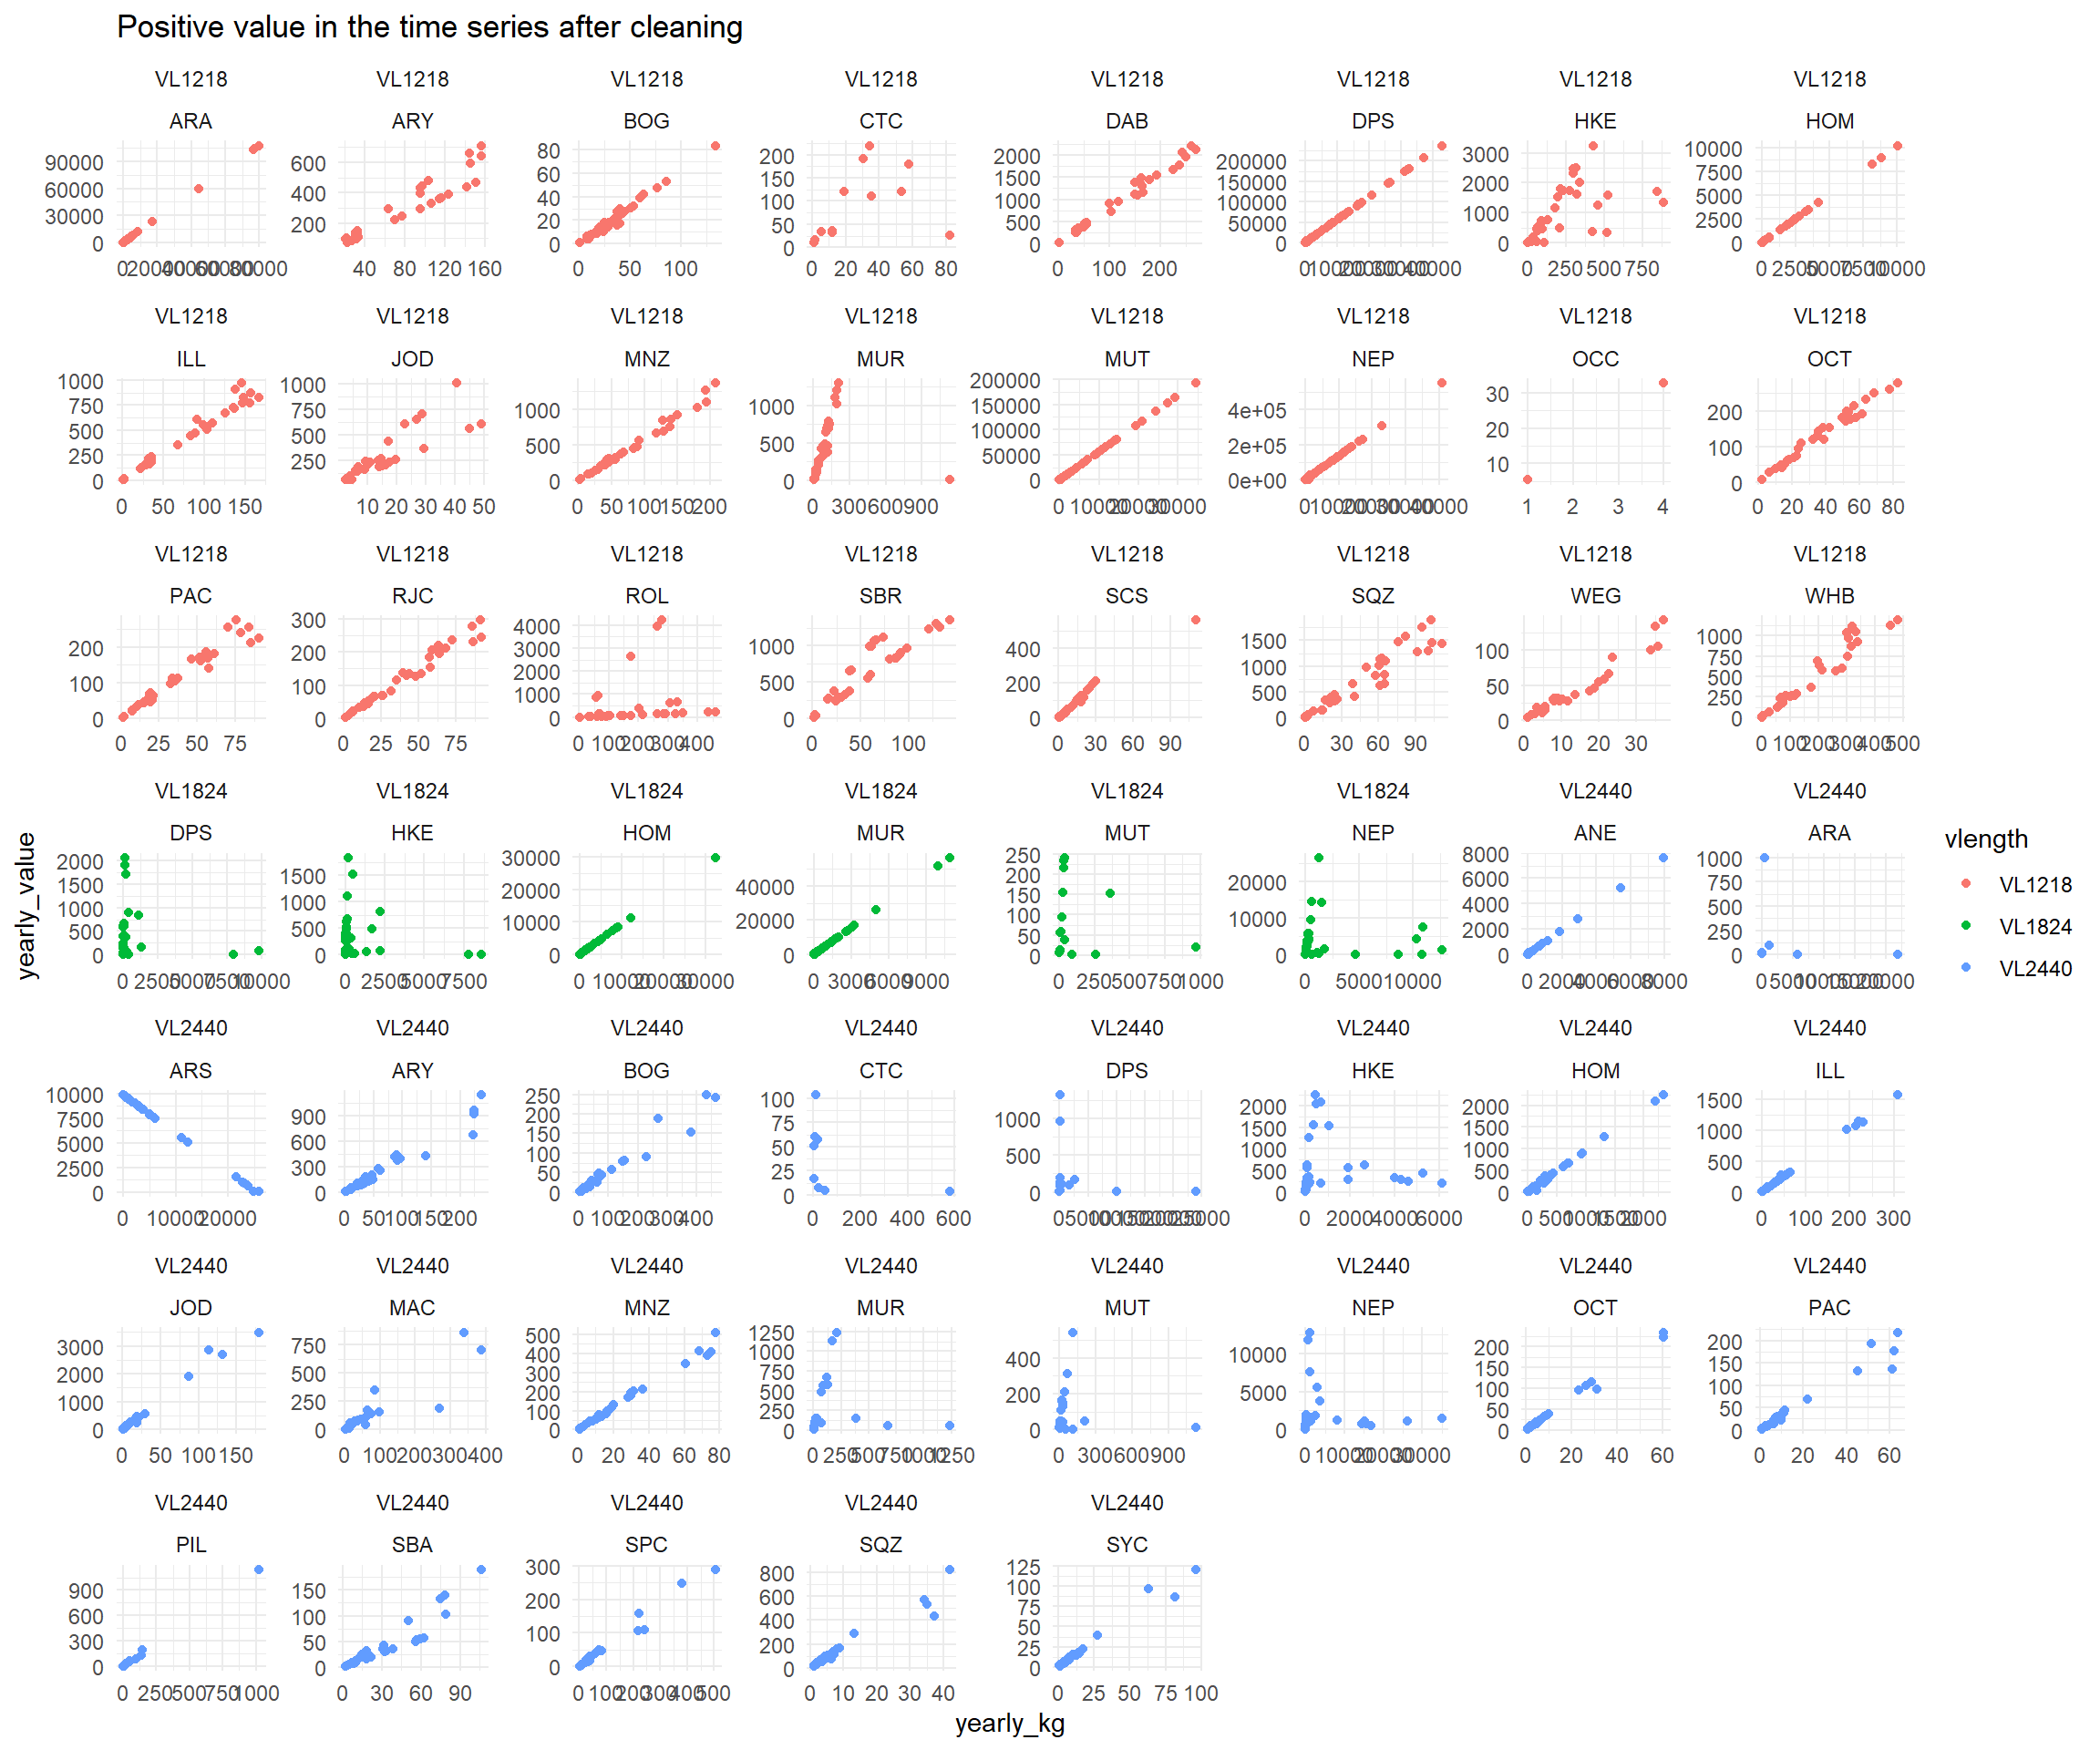 Positive value in the time series after cleaning
VL1218 VL1218 VL1218 VL1218 VL1218 VL1218 VL1218 VL1218
ARA ARY BOG CTC DAB DPS HKE HOM
90000 60000 30000 0
600 400 200
80 60 40 20 0
200 150 100 50 0
2000 1500 1000 500 0
200000 150000 100000 50000 0
3000 2000 1000 0
10000 7500 5000 2500 0
0 20000 40000 60000 80000
40 80 120 160
0 50 100
0 20 40 60 80
0 100 200
0 10000 20000 30000 40000
0 250 500 750
0 2500 5000 7500 10000
VL1218 VL1218 VL1218 VL1218 VL1218 VL1218 VL1218 VL1218
ILL JOD MNZ MUR MUT NEP OCC OCT
1000 750 500 250 0
1000 750 500 250
1000 500 0
1000 500 0
200000 150000 100000 50000 0
4e+05 2e+05 0e+00
30 20 10
200 100 0
0 50 100 150
10 20 30 40 50
0 50 100 150 200
0 300 600 900
0 10000 20000 30000
0 10000 20000 30000 40000
1 2 3 4
0 20 40 60 80
VL1218 VL1218 VL1218 VL1218 VL1218 VL1218 VL1218 VL1218
PAC RJC ROL SBR SCS SQZ WEG WHB
200 100 0
300 200 100 0
4000 3000 2000 1000 0
1000 500 0
400 200 0
1500 1000 500 0
100 50 0
1000 750 500 250 0
0 25 50 75
0 25 50 75
0 100 200 300 400
0 50 100
0 30 60 90
0 30 60 90
0 10 20 30
0 100 200 300 400 500
VL1824 VL1824 VL1824 VL1824 VL1824 VL1824 VL2440 VL2440
DPS HKE HOM MUR MUT NEP ANE ARA
2000 1500 1000 500 0
1500 1000 500 0
30000 20000 10000 0
40000 20000 0
250 200 150 100 50 0
20000 10000 0
8000 6000 4000 2000 0
1000 750 500 250 0
0 2500 5000 7500 10000
0 2500 5000 7500
0 10000 20000 30000
0 3000 6000 9000
0 250 500 750 1000
0 5000 10000
0 2000 4000 6000 8000
0 5000 10000 15000 20000
VL2440 VL2440 VL2440 VL2440 VL2440 VL2440 VL2440 VL2440
ARS ARY BOG CTC DPS HKE HOM ILL
10000 7500 5000 2500 0
900 600 300 0
250 200 150 100 50 0
100 75 50 25 0
1000 500 0
2000 1500 1000 500 0
2000 1500 1000 500 0
1500 1000 500 0
0 10000 20000
0 50 100 150 200
0 100 200 300 400
0 200 400 600
0 5000 10000 15000 20000 25000
0 2000 4000 6000
0 500 1000 1500 2000
0 100 200 300
VL2440 VL2440 VL2440 VL2440 VL2440 VL2440 VL2440 VL2440
JOD MAC MNZ MUR MUT NEP OCT PAC
3000 2000 1000 0
750 500 250 0
500 400 300 200 100 0
1250 1000 750 500 250 0
400 200 0
10000 5000 0
200 150 100 50 0
200 150 100 50 0
0 50 100 150
0 100 200 300 400
0 20 40 60 80
0 250 500 750 1000 1250
0 300 600 900
0 10000 20000 30000
0 20 40 60
0 20 40 60
VL2440 VL2440 VL2440 VL2440 VL2440
PIL SBA SPC SQZ SYC
900 600 300 0
150 100 50 0
300 200 100 0
800 600 400 200 0
125 100 75 50 25 0
0 250 500 750 1000
0 30 60 90
0 100 200 300 400 500
0 10 20 30 40
0 25 50 75 100
yearly_kg
yearly_value
vlength
VL1218
VL1824
VL2440